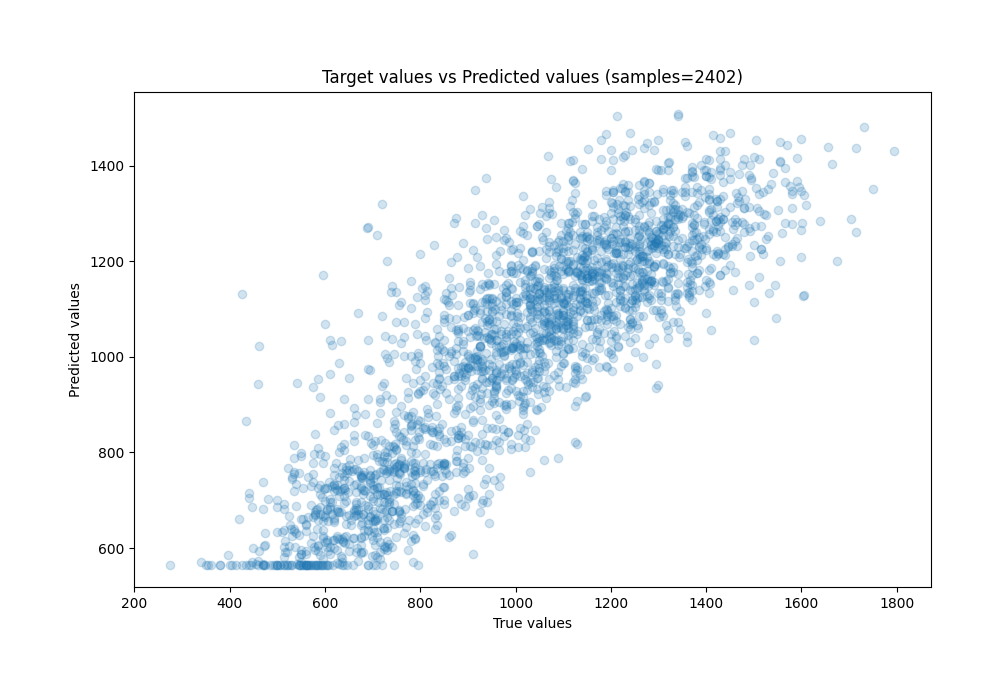 Target values vs Predicted values (samples=2402)
1400
1200
1000
800
600
Predicted values
200 400 600 800 1000 1200 1400 1600 1800
True values